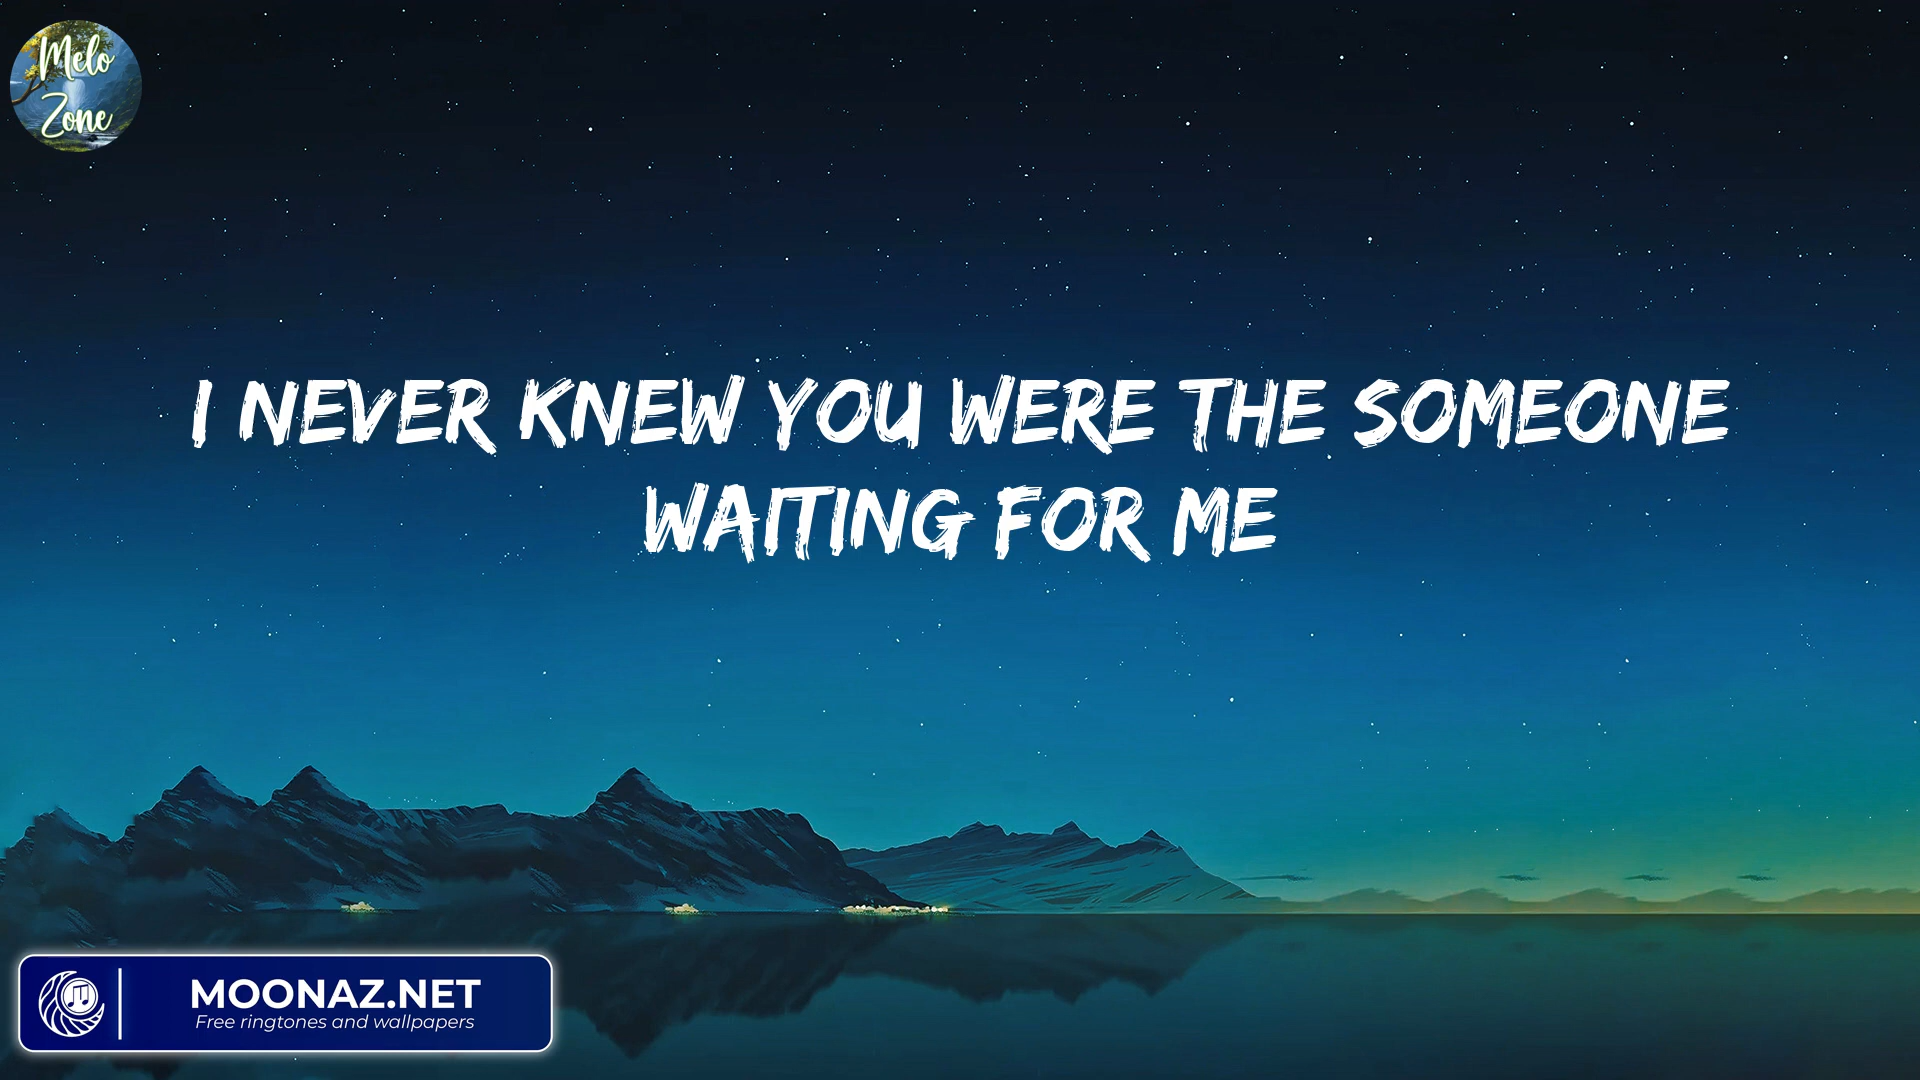 Melo
Zone
I NEVER KNEW YOU WERE THE SOMEONE
WAITING FOR ME
MOONAZ.NET
Free ringtones and wallpapers